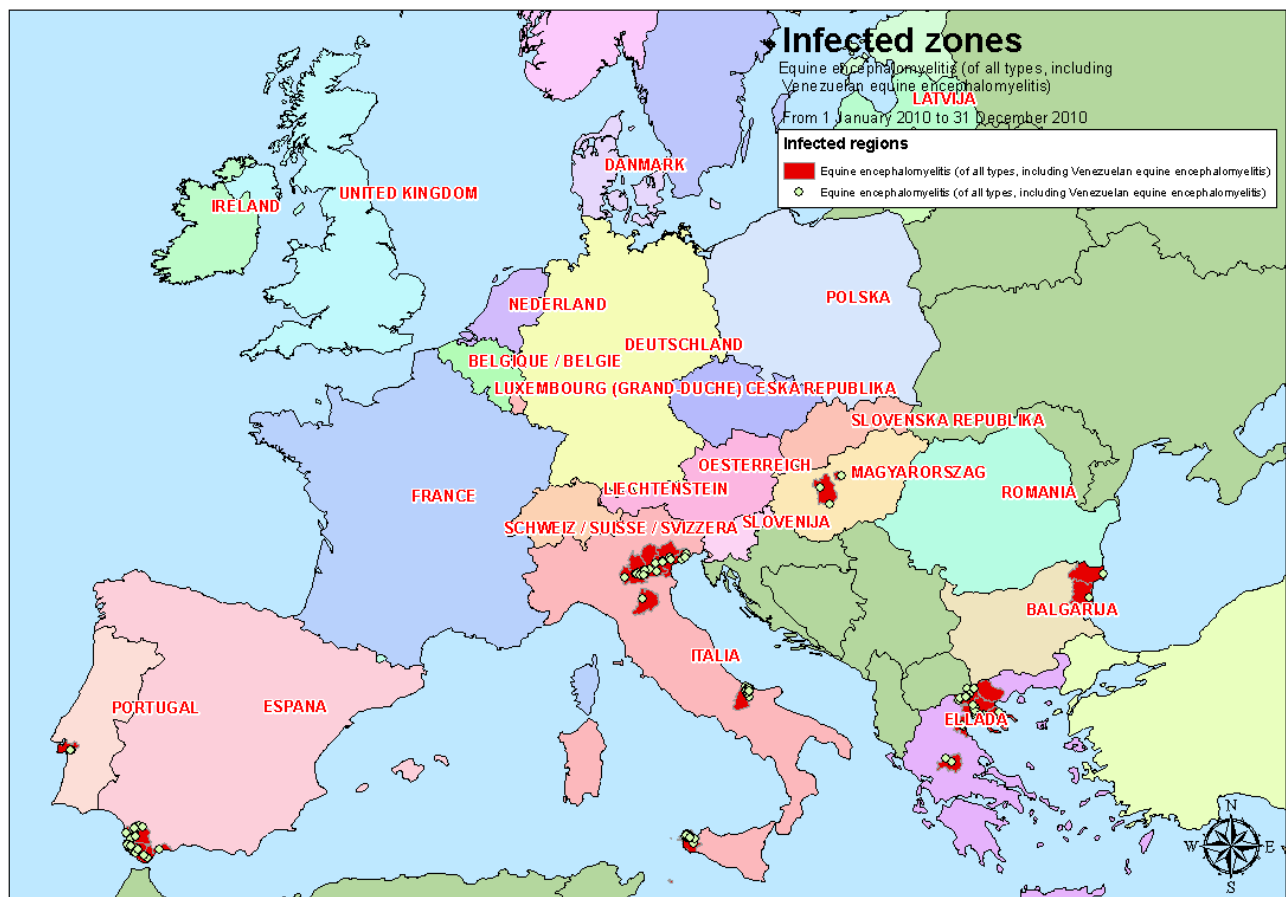 Infected zones
Equine encephalomyelitis (of all types, including
Venezuelan equine encephalomyelitis)
LATVIJA
From 1 January 2010 to 31 December 2010
Infected regions
Equine encephalomyelitis (of all types, including Venezuelan equine encephalomyelitis)
Equine encephalomyelitis (of all types, including Venezuelan equine encephalomyelitis)
DANMARK
UNITED KINGDOM
IRELAND
NEDERLAND
POLSKA
DEUTSCHLAND
BELGIQUE / BELGIE
LUXEMBOURG (GRAND-DUCHE)
CESKA REPUBLIKA
SLOVENSKA REPUBLIKA
OESTERREICH
MAGYARORSZAG
LIECHTENSTEIN
FRANCE
ROMANIA
SCHWEIZ / SUISSE / SVIZZERA
SLOVENIJA
BALGARIJA
ITALIA
PORTUGAL
ESPANA
ELLADA
N
W
E
S